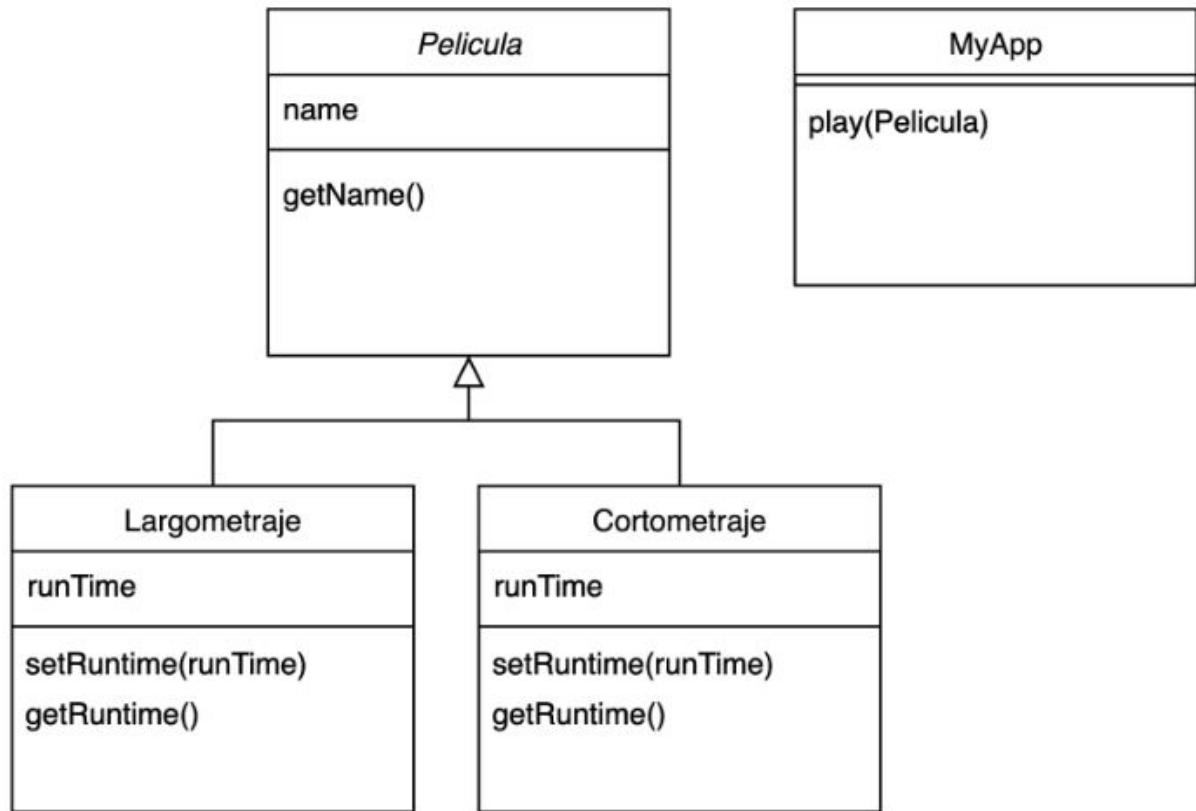 Pelicula
name
getName()
MyApp
play(Pelicula)
Largometraje
runTime
setRuntime(runTime)
getRuntime()
Cortometraje
runTime
setRuntime(runTime)
getRuntime()